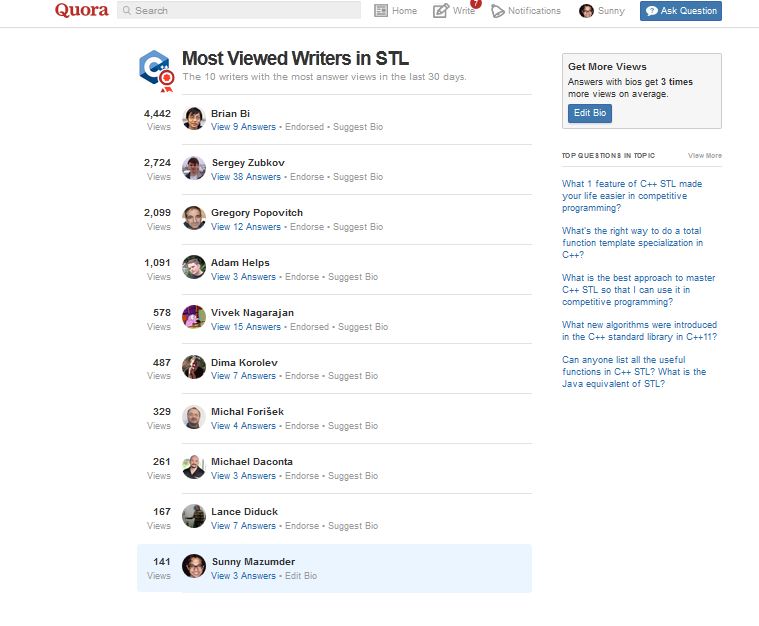 Quora
Search
Home
Write
7
Notifications
Sunny
Ask Question
Most Viewed Writers in STL
The 10 writers with the most answer views in the last 30 days.
4,442
Views
Brian Bi
View 9 Answers • Endorsed • Suggest Bio
2,724
Views
Sergey Zubkov
View 38 Answers • Endorse • Suggest Bio
2,099
Views
Gregory Popovitch
View 12 Answers • Endorse • Suggest Bio
1,091
Views
Adam Helps
View 3 Answers • Endorse • Suggest Bio
578
Views
Vivek Nagarajan
View 15 Answers • Endorsed • Suggest Bio
487
Views
Dima Korolev
View 7 Answers • Endorse • Suggest Bio
329
Views
Michal Forišek
View 4 Answers • Endorse • Suggest Bio
261
Views
Michael Daconta
View 3 Answers • Endorse • Suggest Bio
167
Views
Lance Diduck
View 7 Answers • Endorse • Suggest Bio
141
Views
Sunny Mazumder
View 3 Answers • Edit Bio
Get More Views
Answers with bios get 3 times
more views on average.
Edit Bio
TOP QUESTIONS IN TOPIC
View More
What 1 feature of C++ STL made
your life easier in competitive
programming?
What's the right way to do a total
function template specialization in
C++?
What is the best approach to master
C++ STL so that I can use it in
competitive programming?
What new algorithms were introduced
in the C++ standard library in C++11?
Can anyone list all the useful
functions in C++ STL? What is the
Java equivalent of STL?